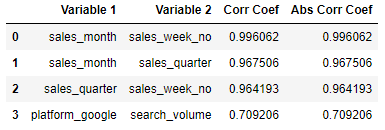 Variable 1 Variable 2 Corr Coef Abs Corr Coef
0 sales_month sales_week_no 0.996062 0.996062
1 sales_month sales_quarter 0.967506 0.967506
2 sales_quarter sales_week_no 0.964193 0.964193
3 platform_google search_volume 0.709206 0.709206